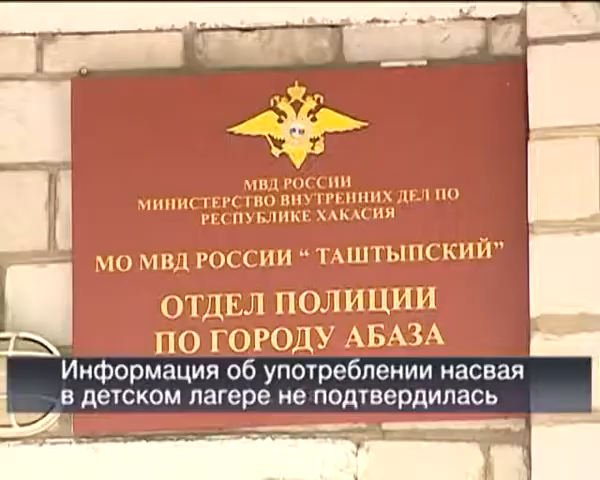 МВД РОССИИ
МИНИСТЕРСТВО ВНУТРЕННИХ ДЕЛ ПО
РЕСПУБЛИКЕ ХАКАСИЯ
МО МВД РОССИИ “ ТАШТЫПСКИЙ”
ОТДЕЛ ПОЛИЦИИ
ПО ГОРОДУ АБАЗА
Информация об употреблении насвая
в детском лагере не подтвердилась